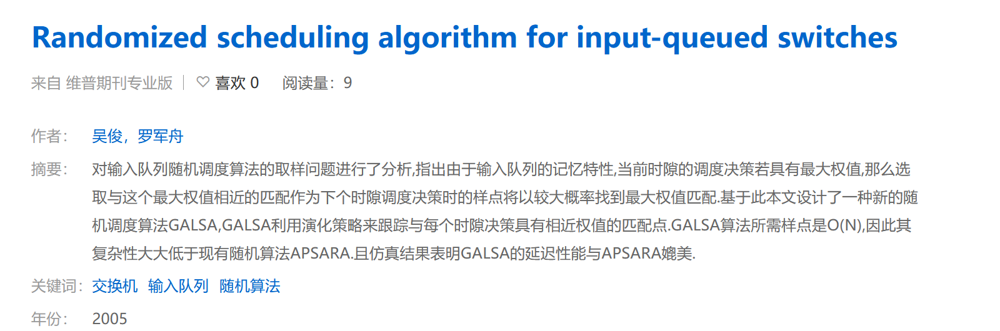 Randomized scheduling algorithm for input-queued switches
来自 维普期刊专业版 ♡ 喜欢 0 阅读量：9
作者： 吴俊，罗军舟
摘要： 对输入队列随机调度算法的取样问题进行了分析,指出由于输入队列的记忆特性,当前时隙的调度决策若具有最大权值,那么选
取与这个最大权值相近的匹配作为下个时隙调度决策时的样点将以较大概率找到最大权值匹配.基于此本文设计了一种新的随
机调度算法GALSA,GALSA利用演化策略来跟踪与每个时隙决策具有相近权值的匹配点.GALSA算法所需样点是O(N),因此其
复杂性大大低于现有随机算法APSARA.且仿真结果表明GALSA的延迟性能与APSARA媲美.
关键词： 交换机 输入队列 随机算法
年份： 2005